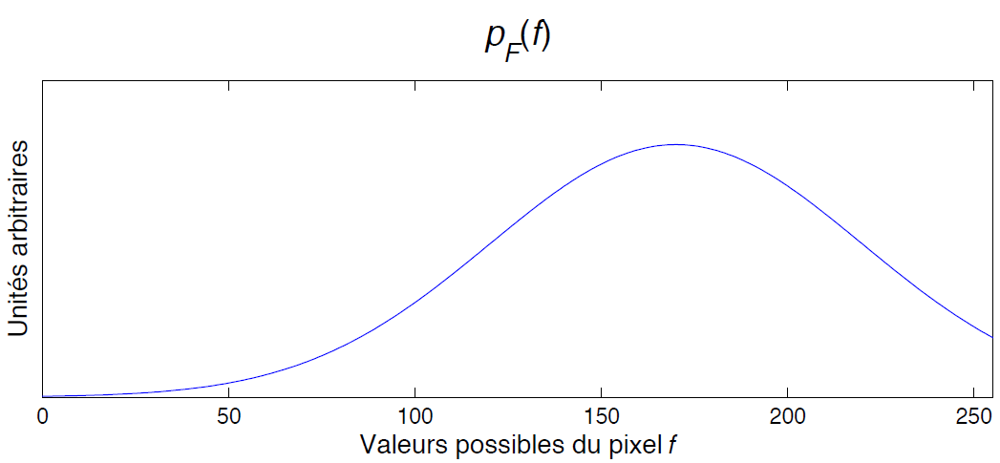 p_F(f)
Unités arbitraires
0 50 100 150 200 250
Valeurs possibles du pixel f